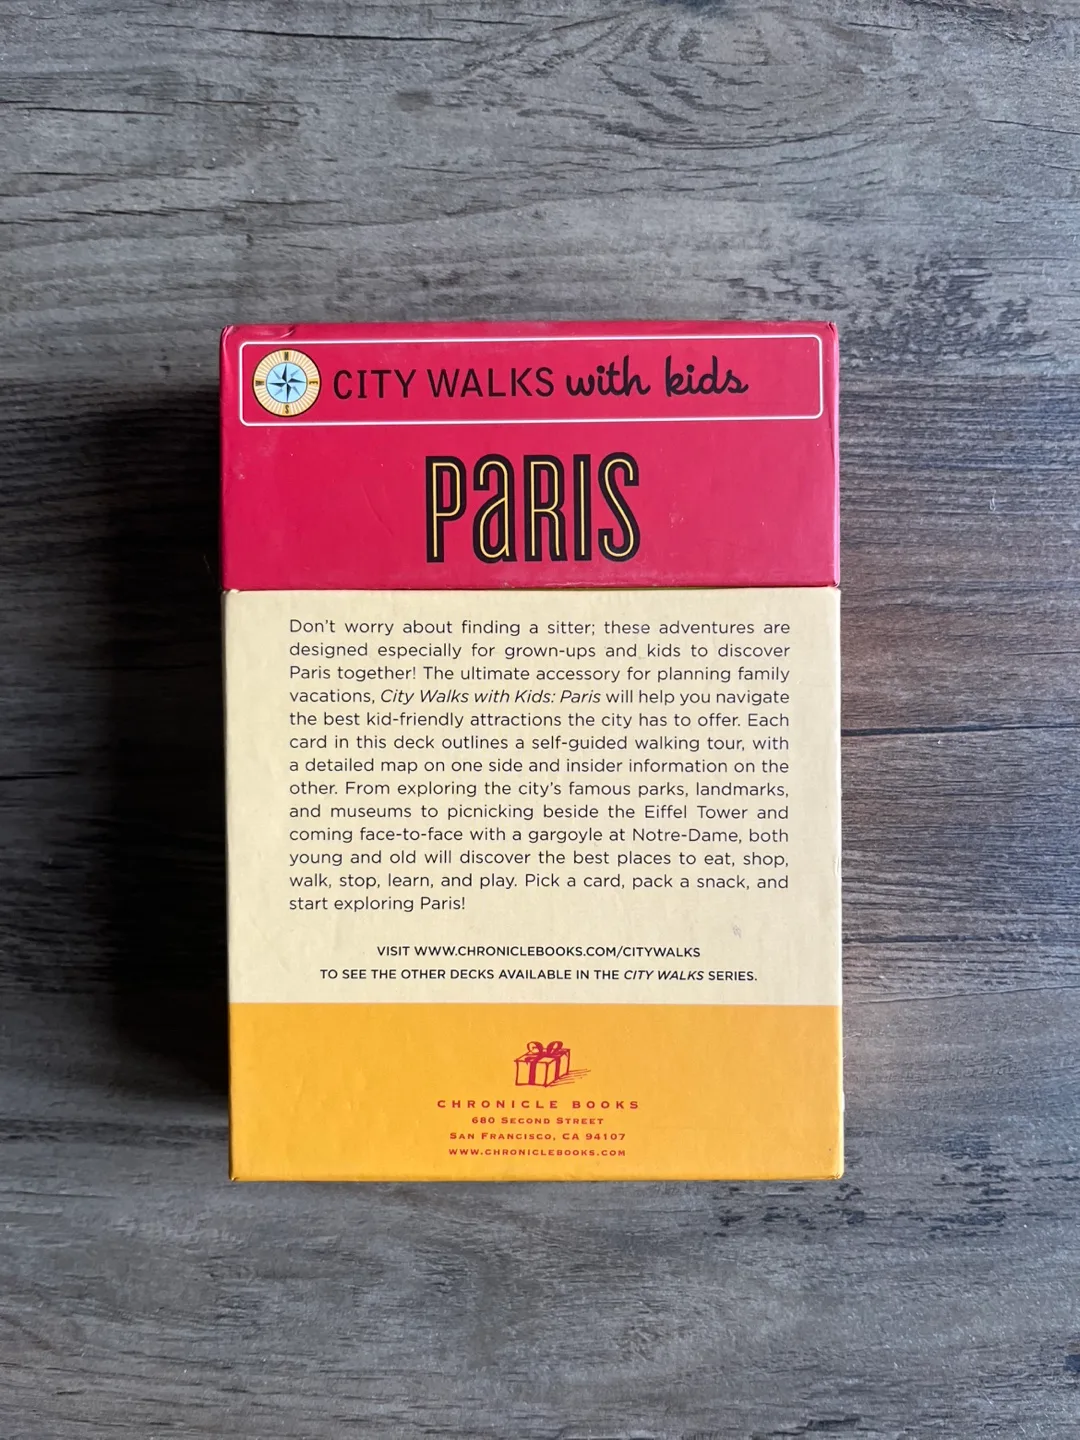 CITY WALKS with kids
PaRIS
Don't worry about finding a sitter; these adventures are
designed especially for grown-ups and kids to discover
Paris together! The ultimate accessory for planning family
vacations, City Walks with Kids: Paris will help you navigate
the best kid-friendly attractions the city has to offer. Each
card in this deck outlines a self-guided walking tour, with
a detailed map on one side and insider information on the
other. From exploring the city's famous parks, landmarks,
and museums to picnicking beside the Eiffel Tower and
coming face-to-face with a gargoyle at Notre-Dame, both
young and old will discover the best places to eat, shop,
walk, stop, learn, and play. Pick a card, pack a snack, and
start exploring Paris!
VISIT WWW.CHRONICLEBOOKS.COM/CITYWALKS
TO SEE THE OTHER DECKS AVAILABLE IN THE CITY WALKS SERIES.
CHRONICLE BOOKS
680 SECOND STREET
SAN FRANCISCO, CA 94107
WWW.CHRONICLEBOOKS.COM